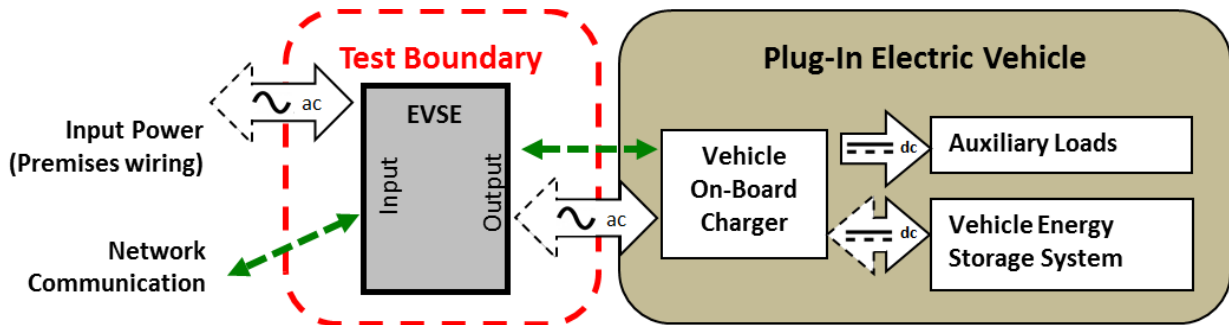 Test Boundary
Plug-In Electric Vehicle
ac
EVSE
Input Power
(Premises wiring)
Input
Output
Vehicle
On-Board
Charger
dc
Auxiliary Loads
ac
dc
Vehicle Energy
Storage System
Network
Communication